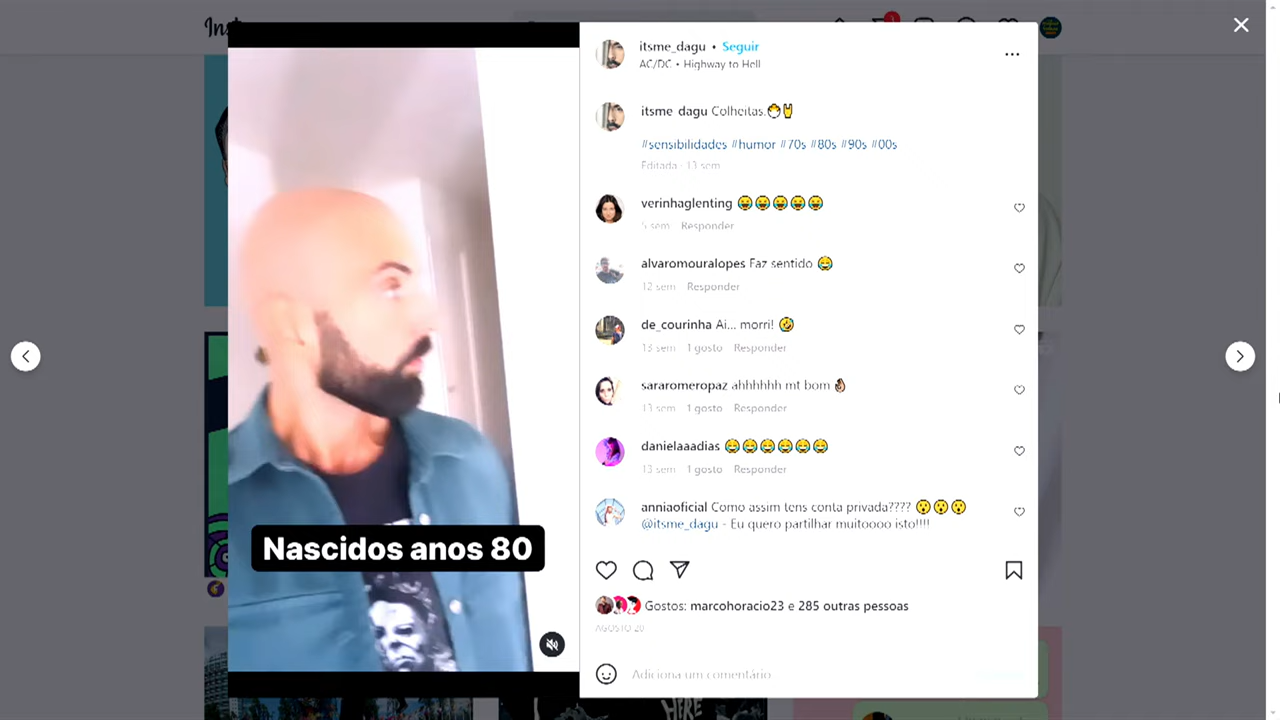 itsme_dagu • Seguir
AC/DC • Highway to Hell
itsme_dagu Colheitas.
#sensibilidades #humor #70s #80s #90s #00s
Editada · 13 sem
verinhaglenting 😂😂😂😂😂
5 sem Responder
alvaromouralopes Faz sentido 😂
12 sem Responder
de_courinha Ai... morri! 🤣
13 sem 1 gosto Responder
sararomeropaz ahhhhhh mt bom 👌🏽
13 sem 1 gosto Responder
danielaaadias 😂😂😂😂😂😂
13 sem 1 gosto Responder
anniaoficial Como assim tens conta privada???? 😮😮😮
@itsme_dagu - Eu quero partilhar muitoooo isto!!!!
Nascidos anos 80
Gostos: marcohoracio23 e 285 outras pessoas
AGOSTO 20
Adiciona um comentário